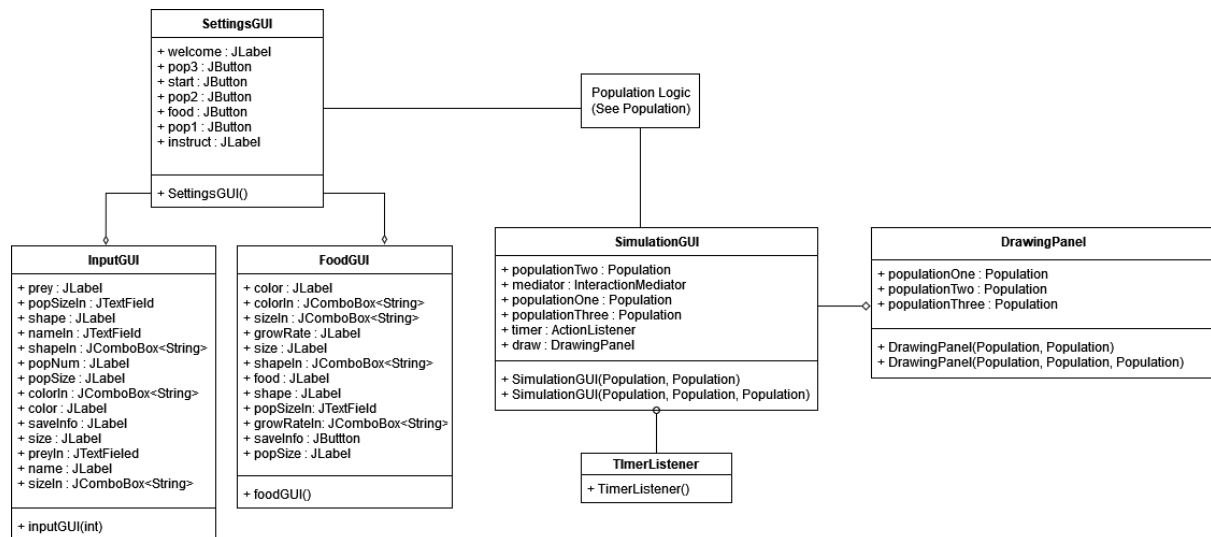 SettingsGUI
+ welcome : JLabel
+ pop3 : JButton
+ start : JButton
+ pop2 : JButton
+ food : JButton
+ pop1 : JButton
+ instruct : JLabel
+ SettingsGUI()
Population Logic
(See Population)
InputGUI
+ prey : JLabel
+ popSizeIn : JTextField
+ shape : JLabel
+ nameIn : JTextField
+ shapeIn : JComboBox<String>
+ popNum : JLabel
+ popSize : JLabel
+ colorIn : JComboBox<String>
+ color : JLabel
+ saveInfo : JLabel
+ size : JLabel
+ preyIn : JTextFieled
+ name : JLabel
+ sizeIn : JComboBox<String>
+ inputGUI(int)
FoodGUI
+ color : JLabel
+ colorIn : JComboBox<String>
+ sizeIn : JComboBox<String>
+ growRate : JLabel
+ size : JLabel
+ shapeIn : JComboBox<String>
+ food : JLabel
+ shape : JLabel
+ popSizeIn: JTextField
+ growRateIn: JComboBox<String>
+ saveInfo : JButtton
+ popSize : JLabel
+ foodGUI()
SimulationGUI
+ populationTwo : Population
+ mediator : InteractionMediator
+ populationOne : Population
+ populationThree : Population
+ timer : ActionListener
+ draw : DrawingPanel
+ SimulationGUI(Population, Population)
+ SimulationGUI(Population, Population, Population)
DrawingPanel
+ populationOne : Population
+ populationTwo : Population
+ populationThree : Population
+ DrawingPanel(Population, Population)
+ DrawingPanel(Population, Population, Population)
TImerListener
+ TimerListener()